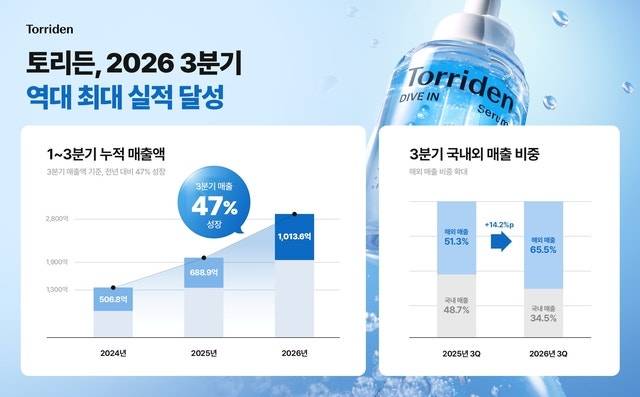 Torriden
토리든, 2026 3분기
역대 최대 실적 달성
Torriden
DIVE IN
Serum
1~3분기 누적 매출액
3분기 매출액 기준, 전년 대비 47% 성장
3분기 매출
47%
성장
2,800억
1,900억
1,300억
506.8억
688.9억
1,013.6억
2024년
2025년
2026년
3분기 국내외 매출 비중
해외 매출 비중 확대
해외 매출
51.3%
+14.2%p
해외 매출
65.5%
국내 매출
48.7%
국내 매출
34.5%
2025년 3Q
2026년 3Q